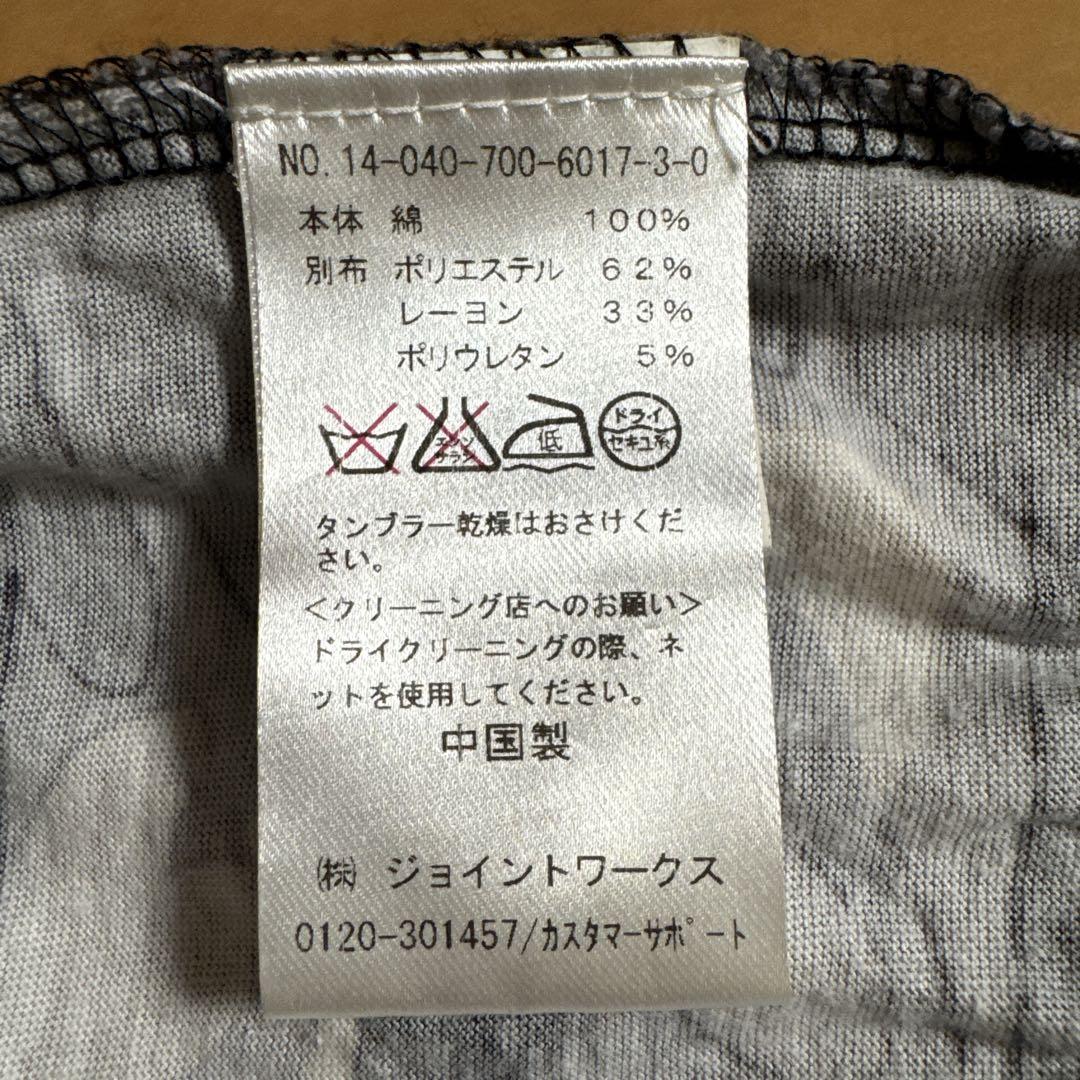 NO. 14-040-700-6017-3-0
本体 綿 100%
別布 ポリエステル 62%
レーヨン 33%
ポリウレタン 5%
エンソ
サラシ
低
ドライ
セキユ系
タンブラー乾燥はおさけくだ
さい。
<クリーニング店へのお願い>
ドライクリーニングの際、ネ
ットを使用してください。
中国製
㈱ ジョイントワークス
0120-301457/カスタマーサポート